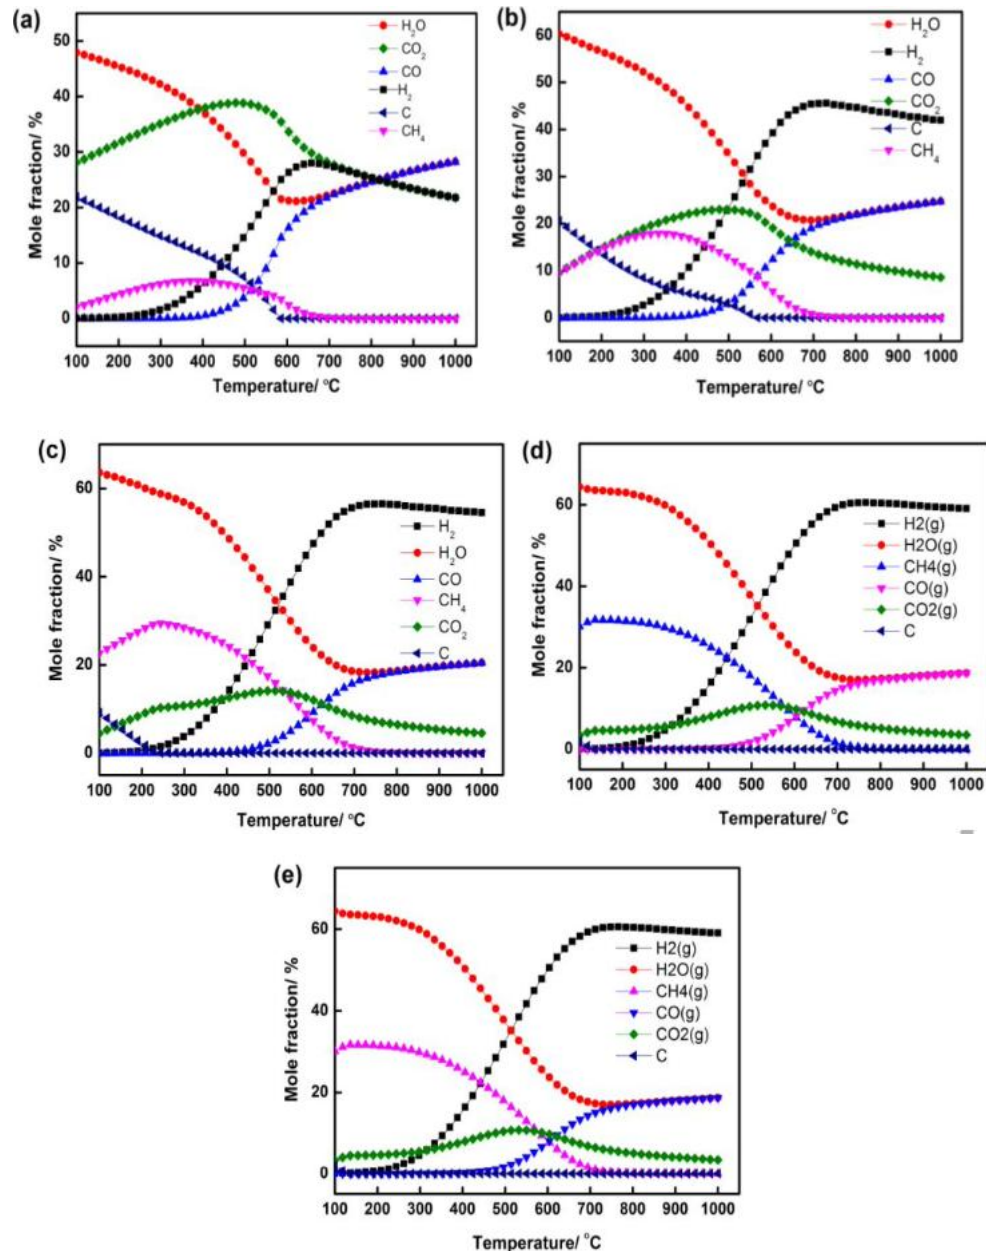 (a)
H₂O
CO₂
CO
H₂
C
CH₄
Mole fraction/ %
50
40
30
20
10
0
100 200 300 400 500 600 700 800 900 1000
Temperature/ °C
(b)
H₂O
H₂
CO
CO₂
C
CH₄
Mole fraction/ %
60
50
40
30
20
10
0
100 200 300 400 500 600 700 800 900 1000
Temperature/ °C
(c)
H₂
H₂O
CO
CH₄
CO₂
C
Mole fraction/ %
60
40
20
0
100 200 300 400 500 600 700 800 900 1000
Temperature/ °C
(d)
H2(g)
H2O(g)
CH4(g)
CO(g)
CO2(g)
C
Mole fraction/ %
60
40
20
0
100 200 300 400 500 600 700 800 900 1000
Temperature/ °C
(e)
H2(g)
H2O(g)
CH4(g)
CO(g)
CO2(g)
C
Mole fraction/ %
60
40
20
0
100 200 300 400 500 600 700 800 900 1000
Temperature/ °C